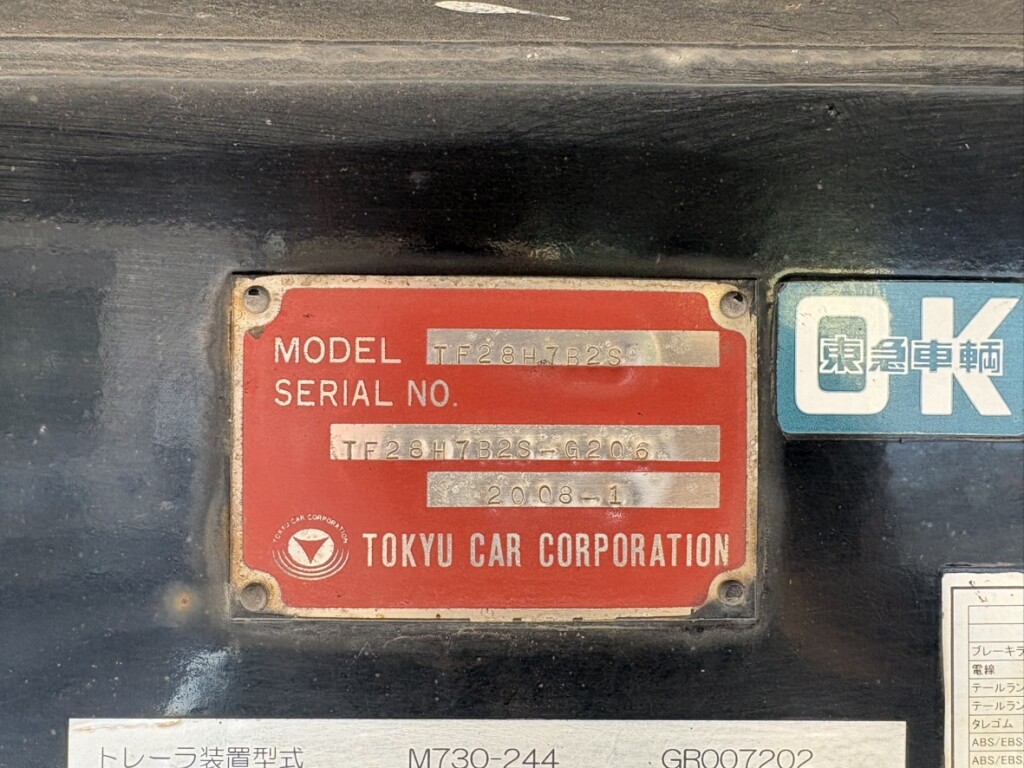 MODEL TF28H7B2S
SERIAL NO.
TF28H7B2S-G206
2008-1
TOKYU CAR CORPORATION
TOKYU CAR CORPORATION
OK
東急車輌
ブレーキラ
電線
テールラン
テールラン
タレゴム
ABS/EBS
ABS/EBS
トレーラ装置型式 M730-244 GR007202